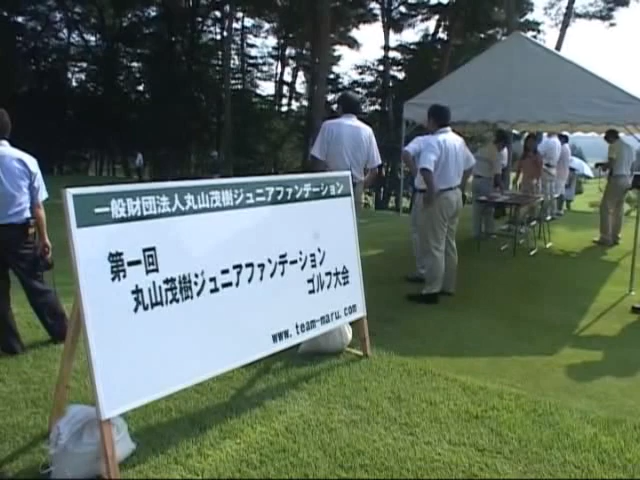 一般財団法人丸山茂樹ジュニアファンデーション
第一回
丸山茂樹ジュニアファンデーション
ゴルフ大会
www.team-maru.com